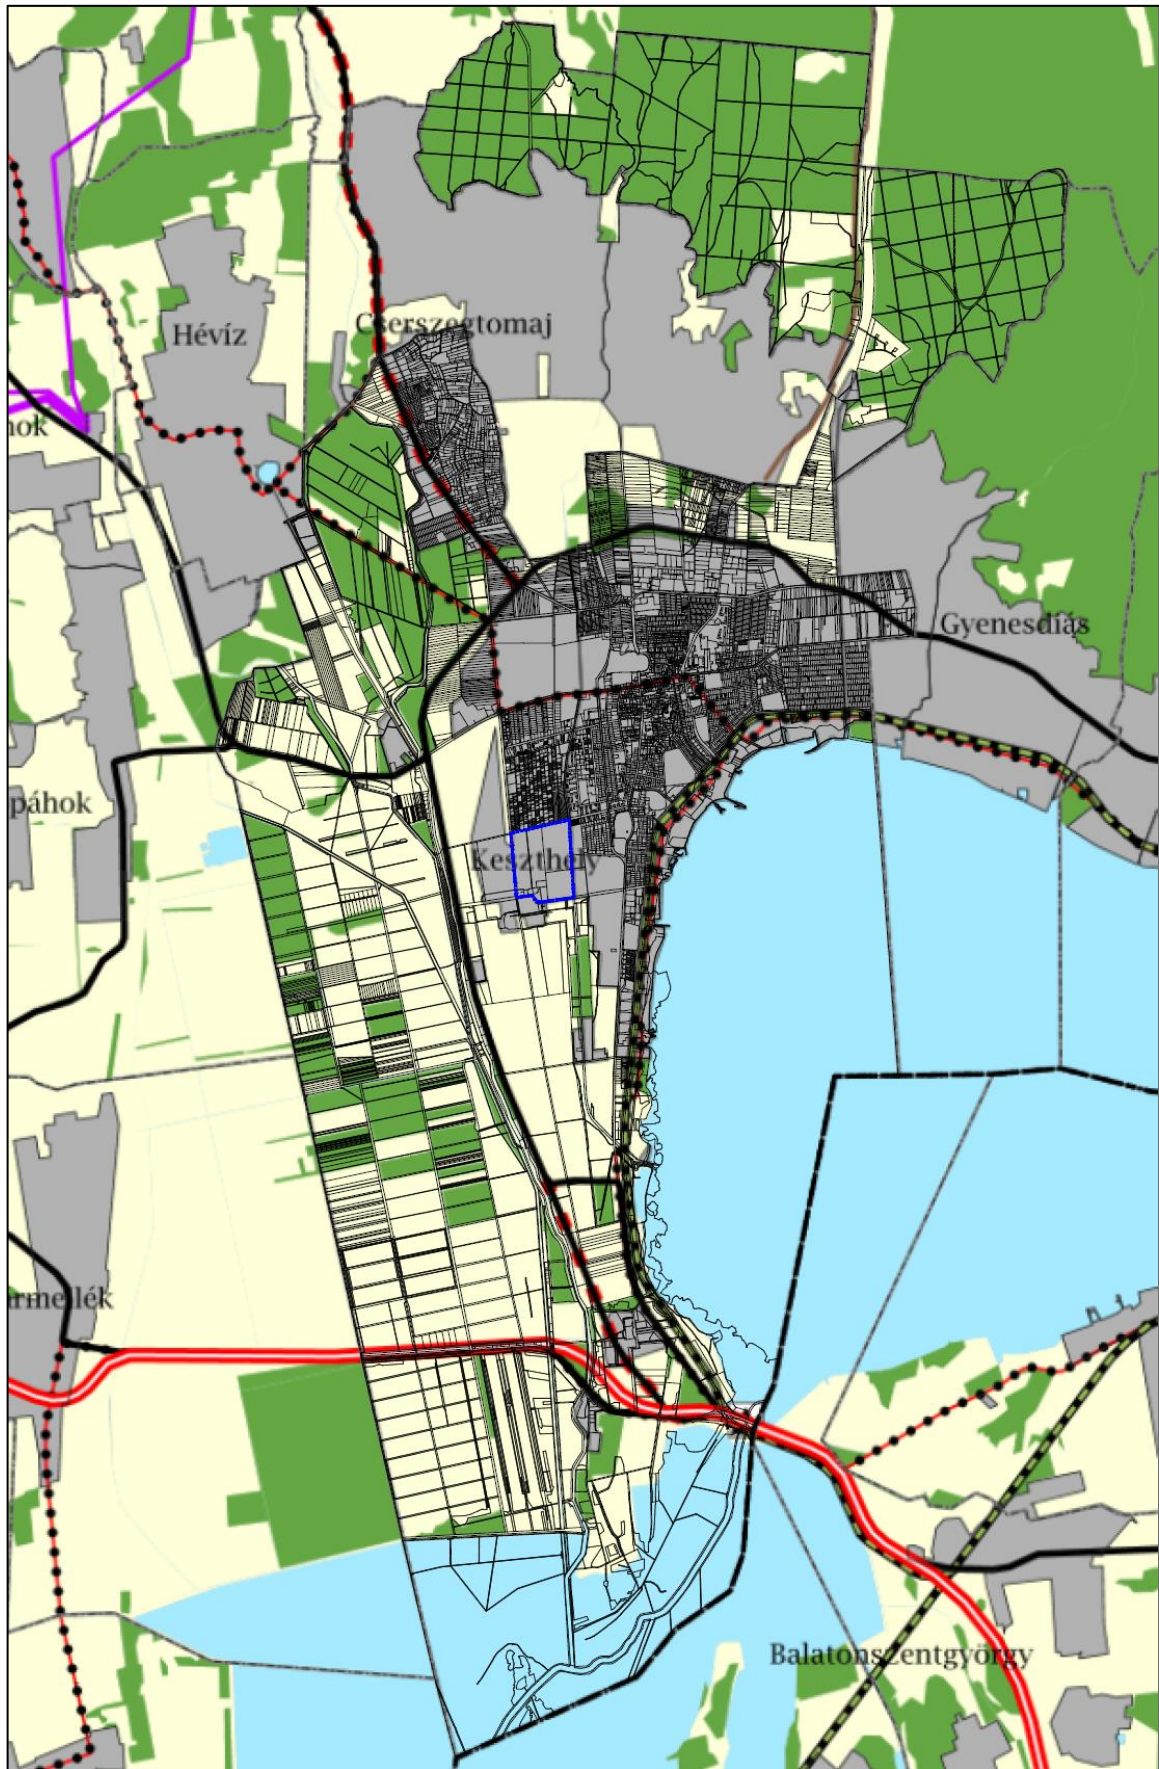 Cserszegtomaj
Hévíz
hok
Gyenesdiás
páhok
Keszthely
rmellék
Balatonszentgyörgy